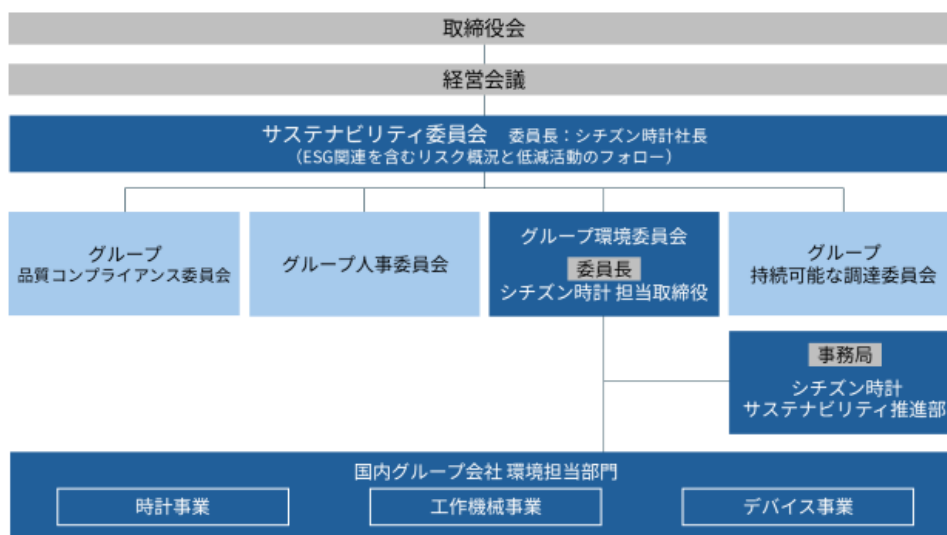 取締役会
経営会議
サステナビリティ委員会 委員長：シチズン時計社長
（ESG関連を含むリスク概況と低減活動のフォロー）
グループ
品質コンプライアンス委員会
グループ人事委員会
グループ環境委員会
委員長
シチズン時計 担当取締役
グループ
持続可能な調達委員会
事務局
シチズン時計
サステナビリティ推進部
国内グループ会社 環境担当部門
時計事業
工作機械事業
デバイス事業